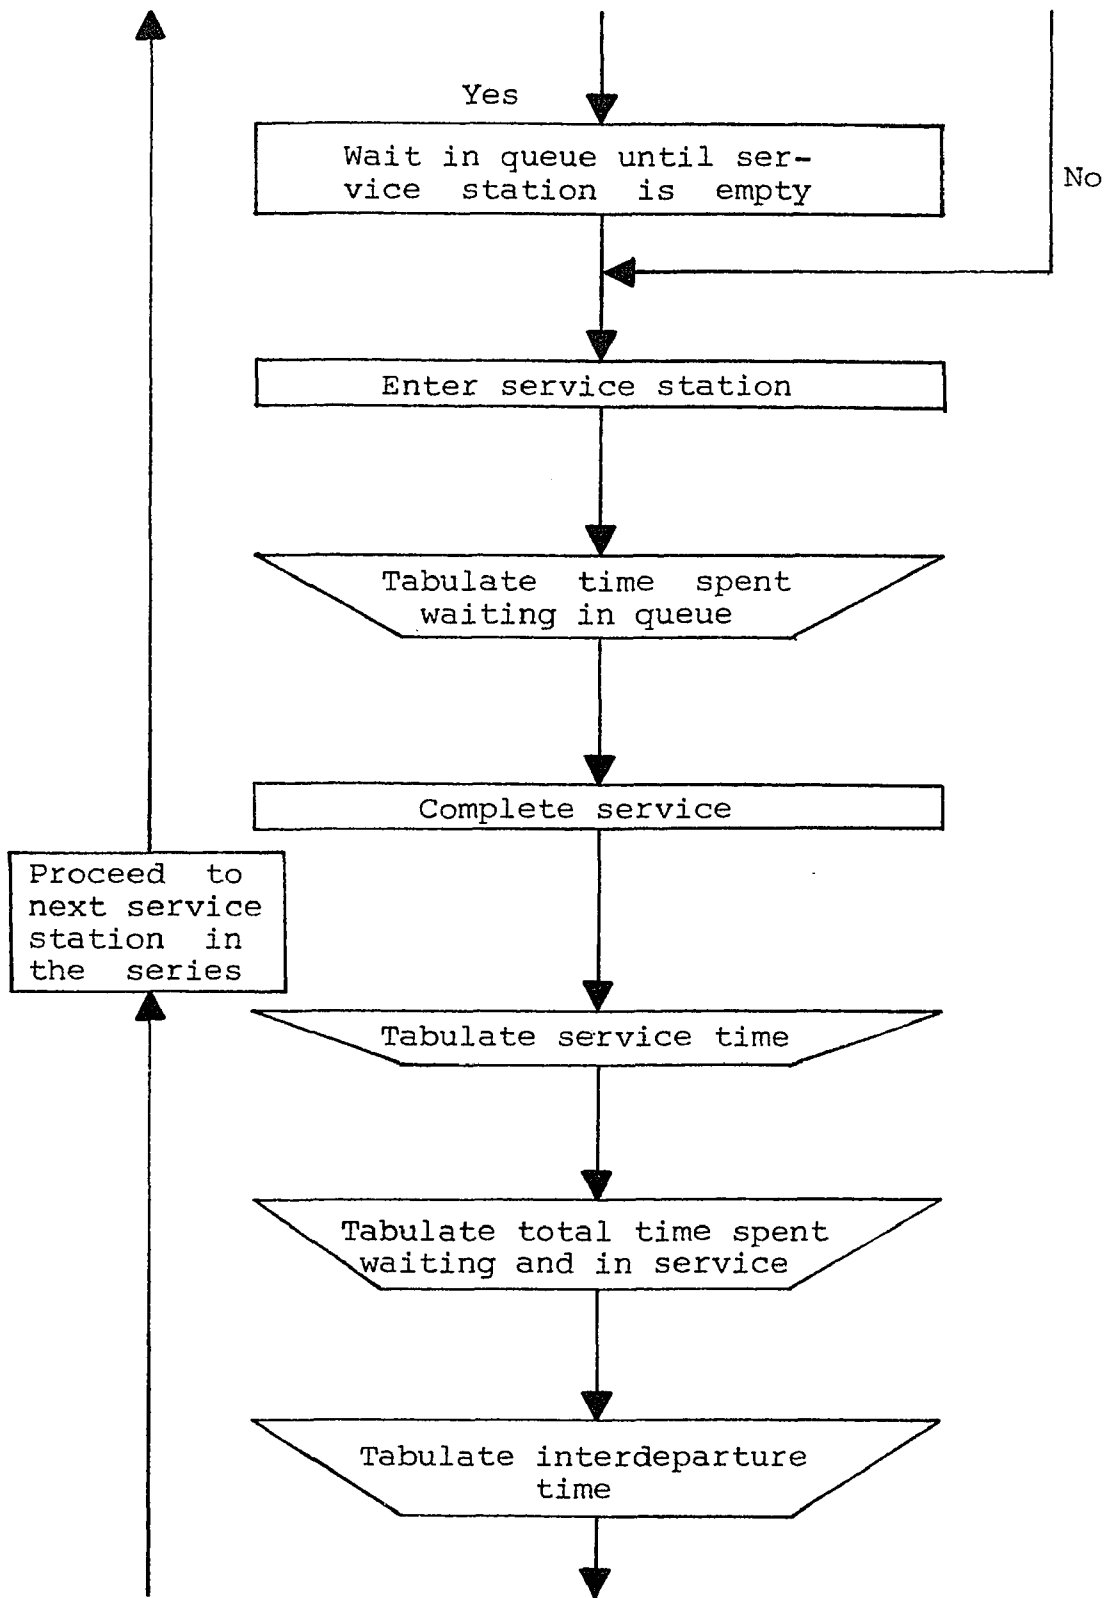 Yes
Wait in queue until ser-
vice station is empty
No
Enter service station
Tabulate time spent
waiting in queue
Complete service
Proceed to
next service
station in
the series
Tabulate service time
Tabulate total time spent
waiting and in service
Tabulate interdeparture
time